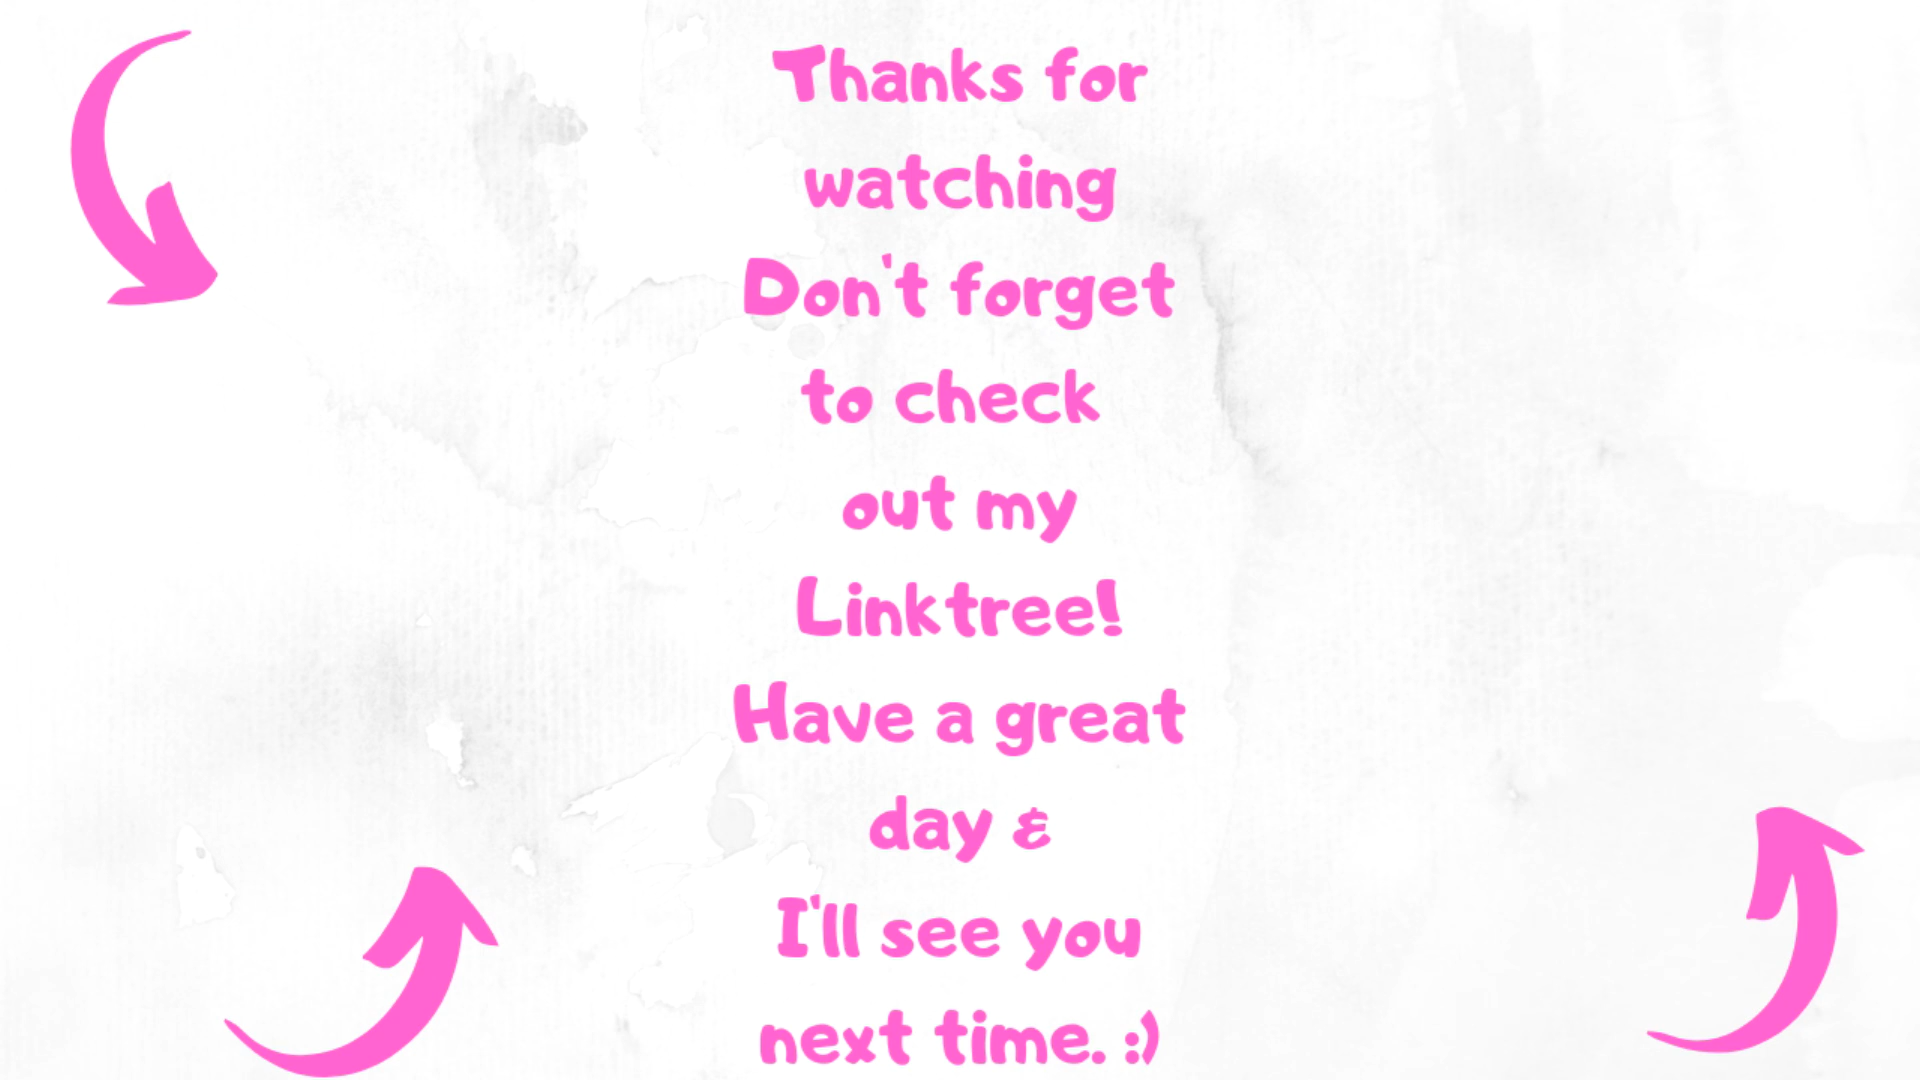 Thanks for
watching
Don't forget
to check
out my
Linktree!
Have a great
day &
I'll see you
next time. :)